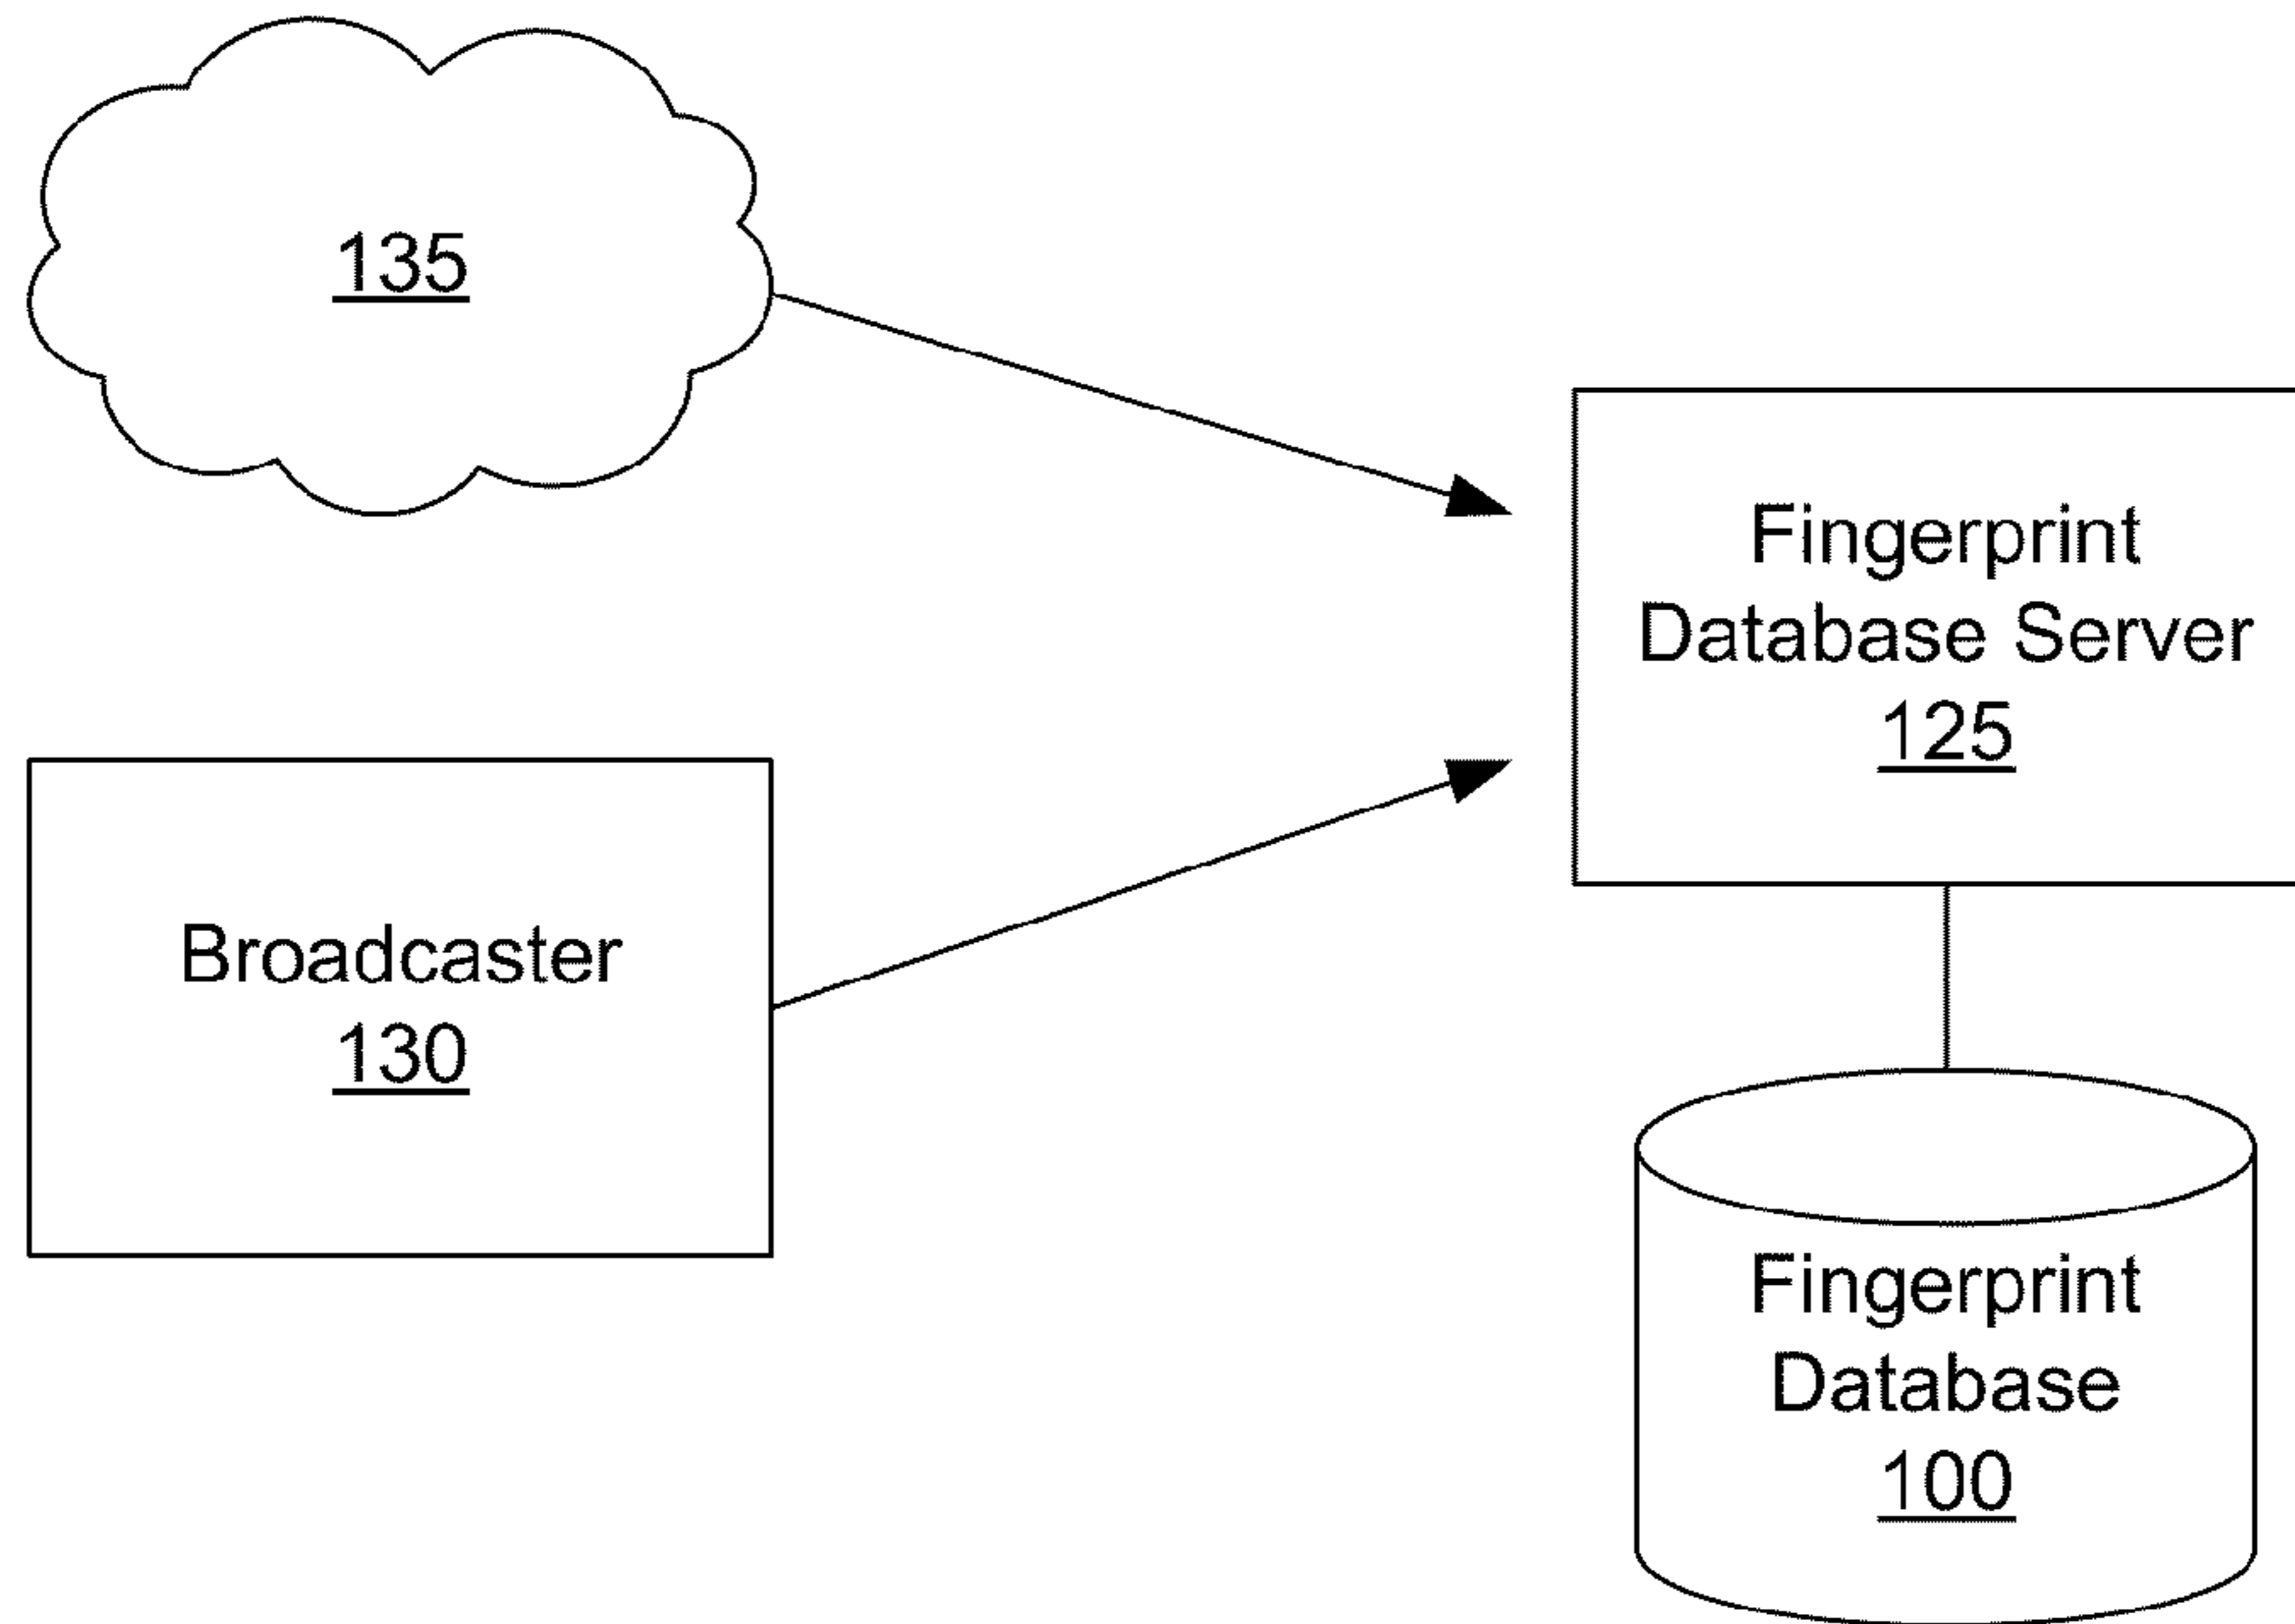 135
Fingerprint
Database Server
125
Broadcaster
130
Fingerprint
Database
100